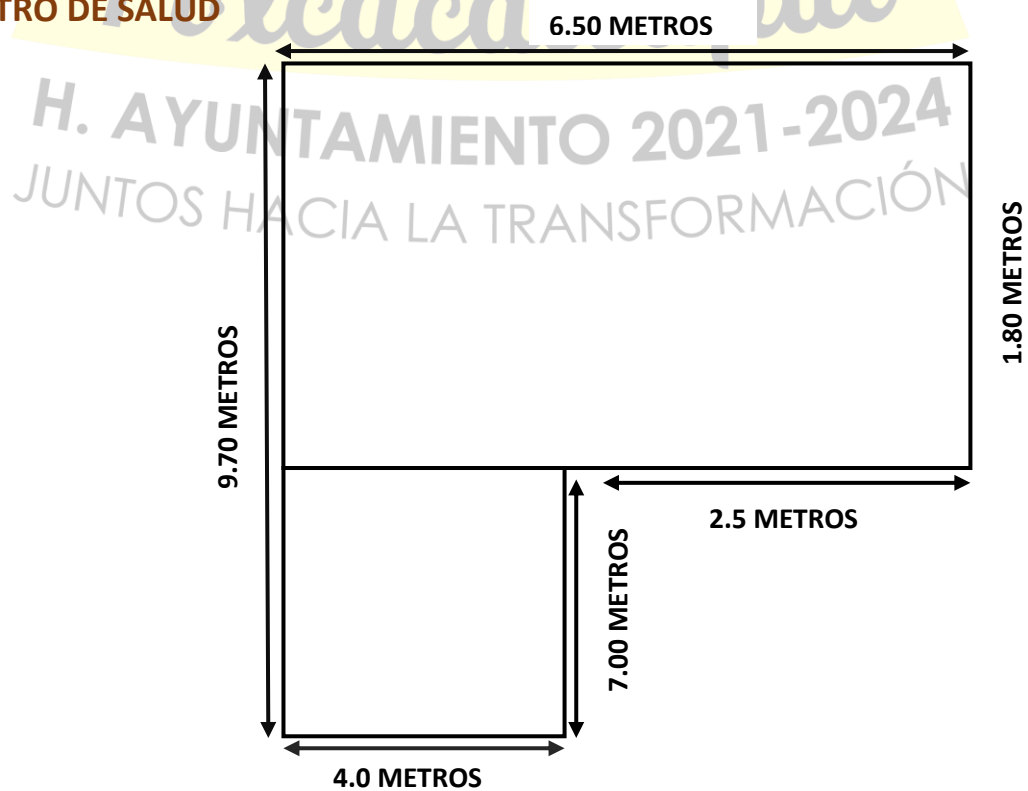 TRO DE SALUD
6.50 METROS
H. AYUNTAMIENTO 2021-2024
JUNTOS HACIA LA TRANSFORMACIÓN
1.80 METROS
9.70 METROS
2.5 METROS
7.00 METROS
4.0 METROS